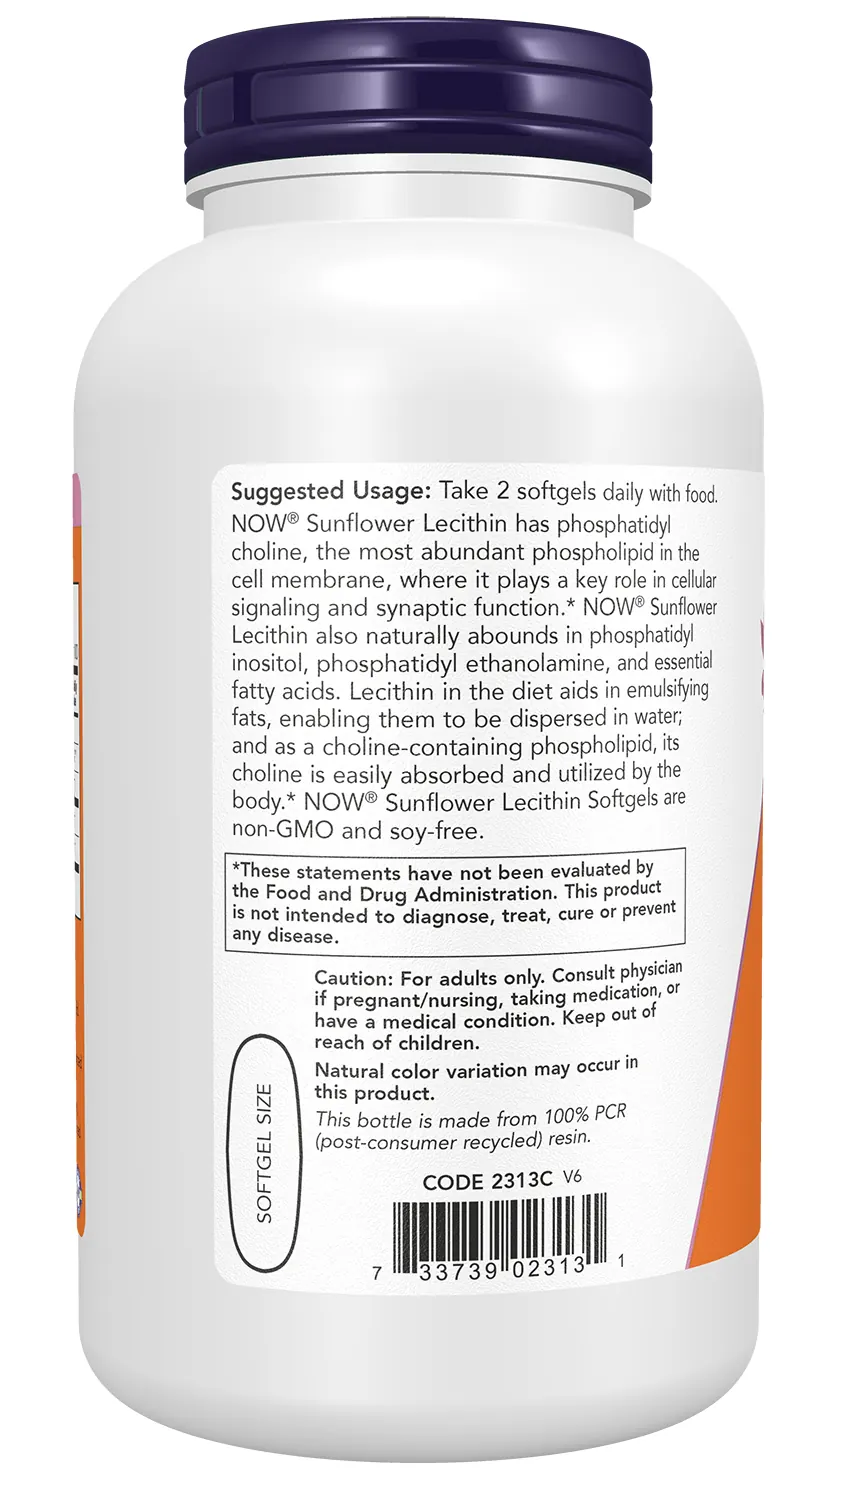 Suggested Usage: Take 2 softgels daily with food.
NOW® Sunflower Lecithin has phosphatidyl
choline, the most abundant phospholipid in the
cell membrane, where it plays a key role in cellular
signaling and synaptic function.* NOW® Sunflower
Lecithin also naturally abounds in phosphatidyl
inositol, phosphatidyl ethanolamine, and essential
fatty acids. Lecithin in the diet aids in emulsifying
fats, enabling them to be dispersed in water;
and as a choline-containing phospholipid, its
choline is easily absorbed and utilized by the
body.* NOW® Sunflower Lecithin Softgels are
non-GMO and soy-free.
*These statements have not been evaluated by
the Food and Drug Administration. This product
is not intended to diagnose, treat, cure or prevent
any disease.
Caution: For adults only. Consult physician
if pregnant/nursing, taking medication, or
have a medical condition. Keep out of
reach of children.
Natural color variation may occur in
this product.
This bottle is made from 100% PCR
(post-consumer recycled) resin.
SOFTGEL SIZE
CODE 2313C V6
7 33739 02313 1